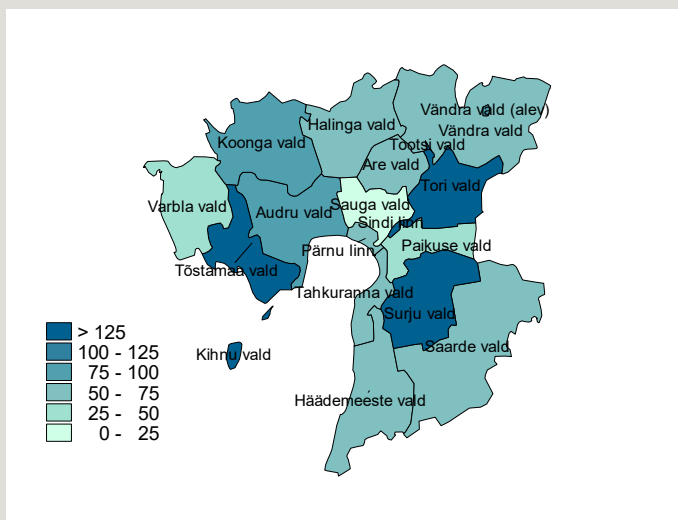 Vändra vald (alev)
Halinga vald
Vändra vald
Koonga vald
Tootsi vald
Are vald
Tori vald
Varbla vald
Audru vald
Sauga vald
Sindi linn
Pärnu linn
Paikuse vald
Tõstamaa vald
Tahkuranna vald
Surju vald
Kihnu vald
Saarde vald
Häädemeeste vald
> 125
100 - 125
75 - 100
50 - 75
25 - 50
0 - 25